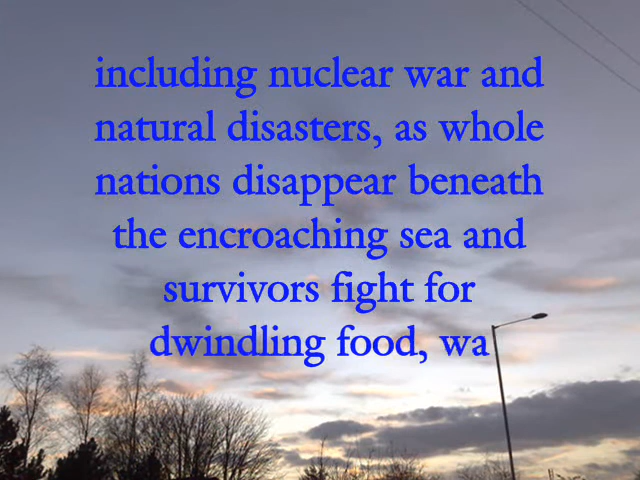 including nuclear war and
natural disasters, as whole
nations disappear beneath
the encroaching sea and
survivors fight for
dwindling food, wa